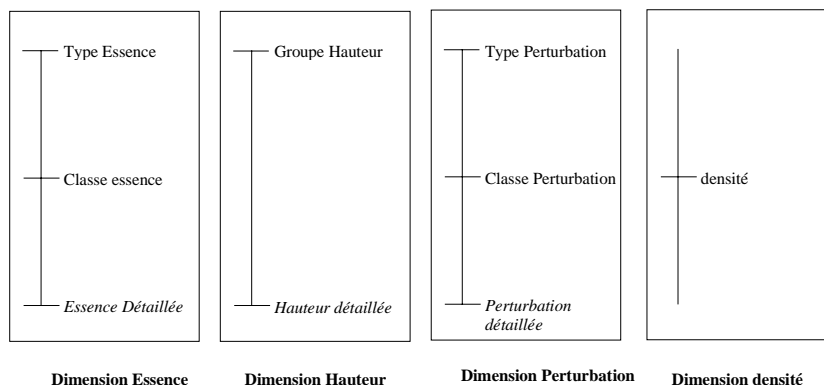 Type Essence
Classe essence
Essence Détaillée
Dimension Essence
Groupe Hauteur
Hauteur détaillée
Dimension Hauteur
Type Perturbation
Classe Perturbation
Perturbation
détaillée
Dimension Perturbation
densité
Dimension densité